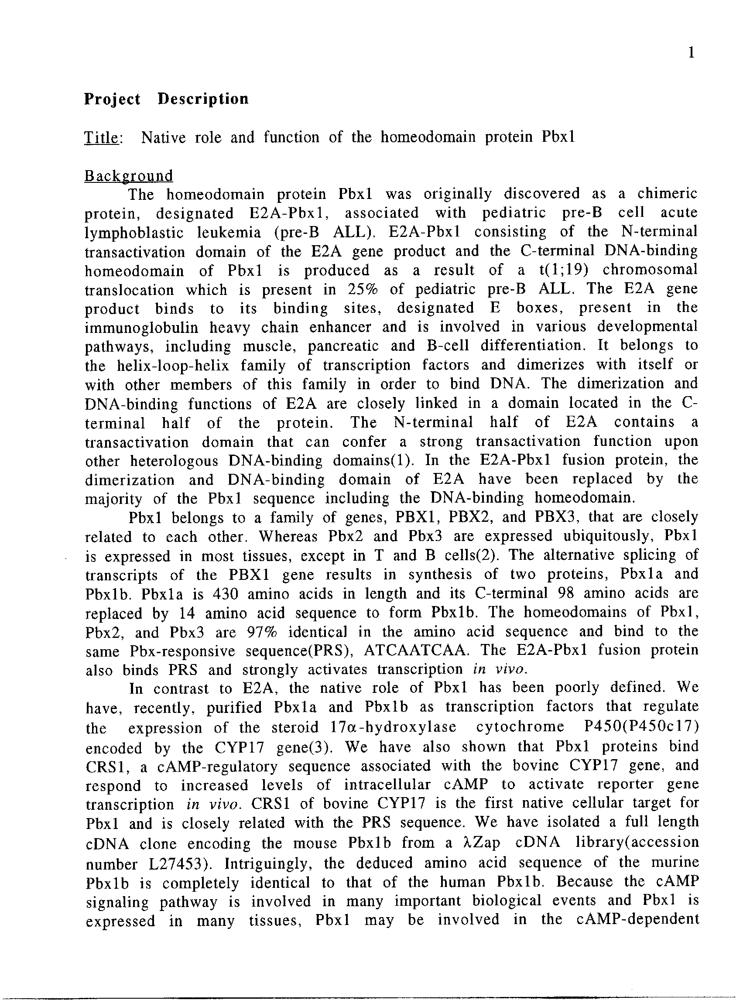 1
Project Description
Title: Native role and function of the homeodomain protein Pbx1
Background
The homeodomain protein Pbx1 was originally discovered as a chimeric
protein, designated E2A-Pbx1, associated with pediatric pre-B cell acute
lymphoblastic leukemia (pre-B ALL). E2A-Pbx1 consisting of the N-terminal
transactivation domain of the E2A gene product and the C-terminal DNA-binding
homeodomain of Pbx1 is produced as a result of a t(1;19) chromosomal
translocation which is present in 25% of pediatric pre-B ALL. The E2A gene
product binds to its binding sites, designated E boxes, present in the
immunoglobulin heavy chain enhancer and is involved in various developmental
pathways, including muscle, pancreatic and B-cell differentiation. It belongs to
the helix-loop-helix family of transcription factors and dimerizes with itself or
with other members of this family in order to bind DNA. The dimerization and
DNA-binding functions of E2A are closely linked in a domain located in the C-
terminal half of the protein. The N-terminal half of E2A contains a
transactivation domain that can confer a strong transactivation function upon
other heterologous DNA-binding domains(1). In the E2A-Pbx1 fusion protein, the
dimerization and DNA-binding domain of E2A have been replaced by the
majority of the Pbx1 sequence including the DNA-binding homeodomain.
Pbx1 belongs to a family of genes, PBX1, PBX2, and PBX3, that are closely
related to each other. Whereas Pbx2 and Pbx3 are expressed ubiquitously, Pbx1
is expressed in most tissues, except in T and B cells(2). The alternative splicing of
transcripts of the PBX1 gene results in synthesis of two proteins, Pbx1a and
Pbx1b. Pbx1a is 430 amino acids in length and its C-terminal 98 amino acids are
replaced by 14 amino acid sequence to form Pbx1b. The homeodomains of Pbx1,
Pbx2, and Pbx3 are 97% identical in the amino acid sequence and bind to the
same Pbx-responsive sequence(PRS), ATCAATCAA. The E2A-Pbx1 fusion protein
also binds PRS and strongly activates transcription in vivo.
In contrast to E2A, the native role of Pbx1 has been poorly defined. We
have, recently, purified Pbx1a and Pbx1b as transcription factors that regulate
the expression of the steroid 17α-hydroxylase cytochrome P450(P450c17)
encoded by the CYP17 gene(3). We have also shown that Pbx1 proteins bind
CRS1, a cAMP-regulatory sequence associated with the bovine CYP17 gene, and
respond to increased levels of intracellular cAMP to activate reporter gene
transcription in vivo. CRS1 of bovine CYP17 is the first native cellular target for
Pbx1 and is closely related with the PRS sequence. We have isolated a full length
cDNA clone encoding the mouse Pbx1b from a λZap cDNA library(accession
number L27453). Intriguingly, the deduced amino acid sequence of the murine
Pbx1b is completely identical to that of the human Pbx1b. Because the cAMP
signaling pathway is involved in many important biological events and Pbx1 is
expressed in many tissues, Pbx1 may be involved in the cAMP-dependent